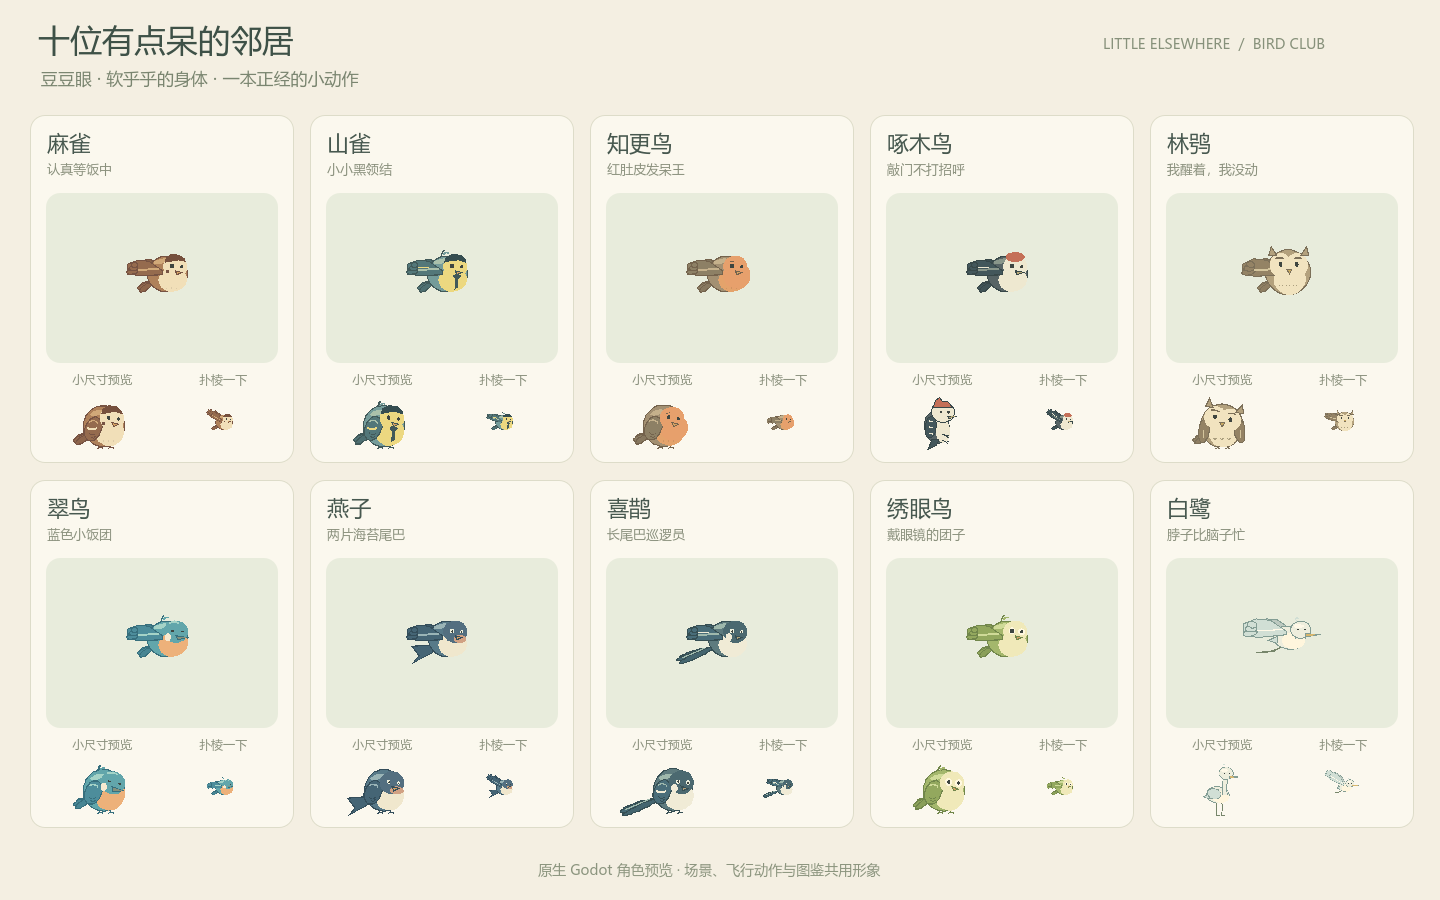 十位有点呆的邻居
LITTLE ELSEWHERE / BIRD CLUB
豆豆眼 · 软乎乎的身体 · 一本正经的小动作
麻雀
认真等饭中
小尺寸预览
扑棱一下
山雀
小小黑领结
小尺寸预览
扑棱一下
知更鸟
红肚皮发呆王
小尺寸预览
扑棱一下
啄木鸟
敲门不打招呼
小尺寸预览
扑棱一下
林鸮
我醒着，我没动
小尺寸预览
扑棱一下
翠鸟
蓝色小饭团
小尺寸预览
扑棱一下
燕子
两片海苔尾巴
小尺寸预览
扑棱一下
喜鹊
长尾巴巡逻员
小尺寸预览
扑棱一下
绣眼鸟
戴眼镜的团子
小尺寸预览
扑棱一下
白鹭
脖子比脑子忙
小尺寸预览
扑棱一下
原生 Godot 角色预览 · 场景、飞行动作与图鉴共用形象